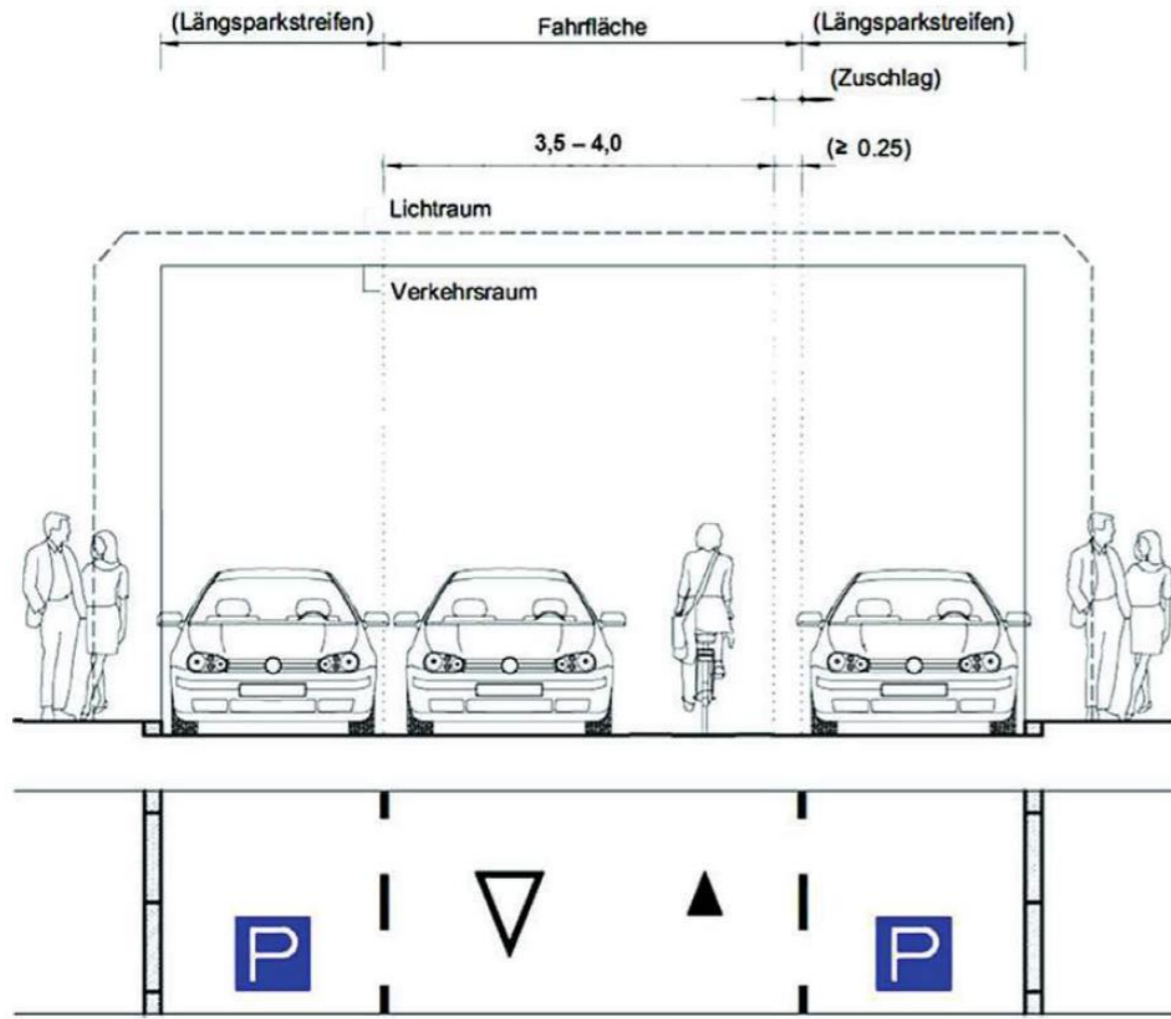 (Längsparkstreifen)
Fahrfläche
(Längsparkstreifen)
(Zuschlag)
3,5 – 4,0
(≥ 0.25)
Lichtraum
Verkehrsraum
P
P